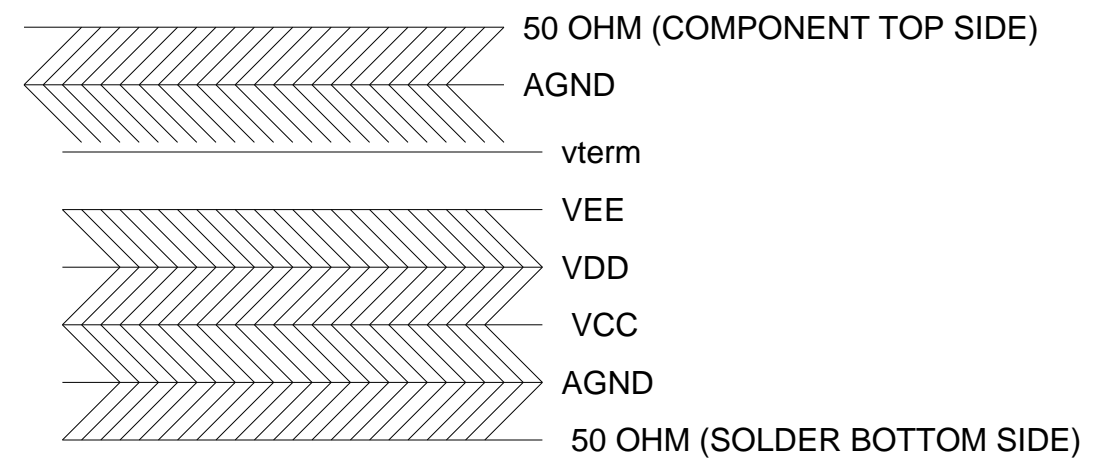 50 OHM (COMPONENT TOP SIDE)
AGND
vterm
VEE
VDD
VCC
AGND
50 OHM (SOLDER BOTTOM SIDE)